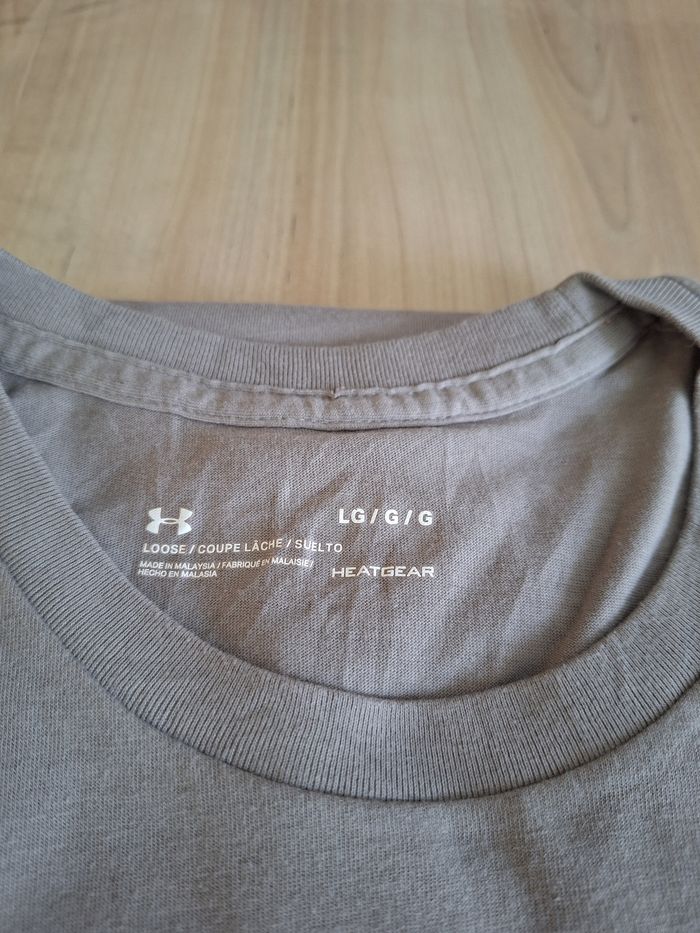 LG / G / G
LOOSE / COUPE LÂCHE / SUELTO
MADE IN MALAYSIA / FABRIQUÉ EN MALAISIE /
HECHO EN MALASIA
HEATGEAR